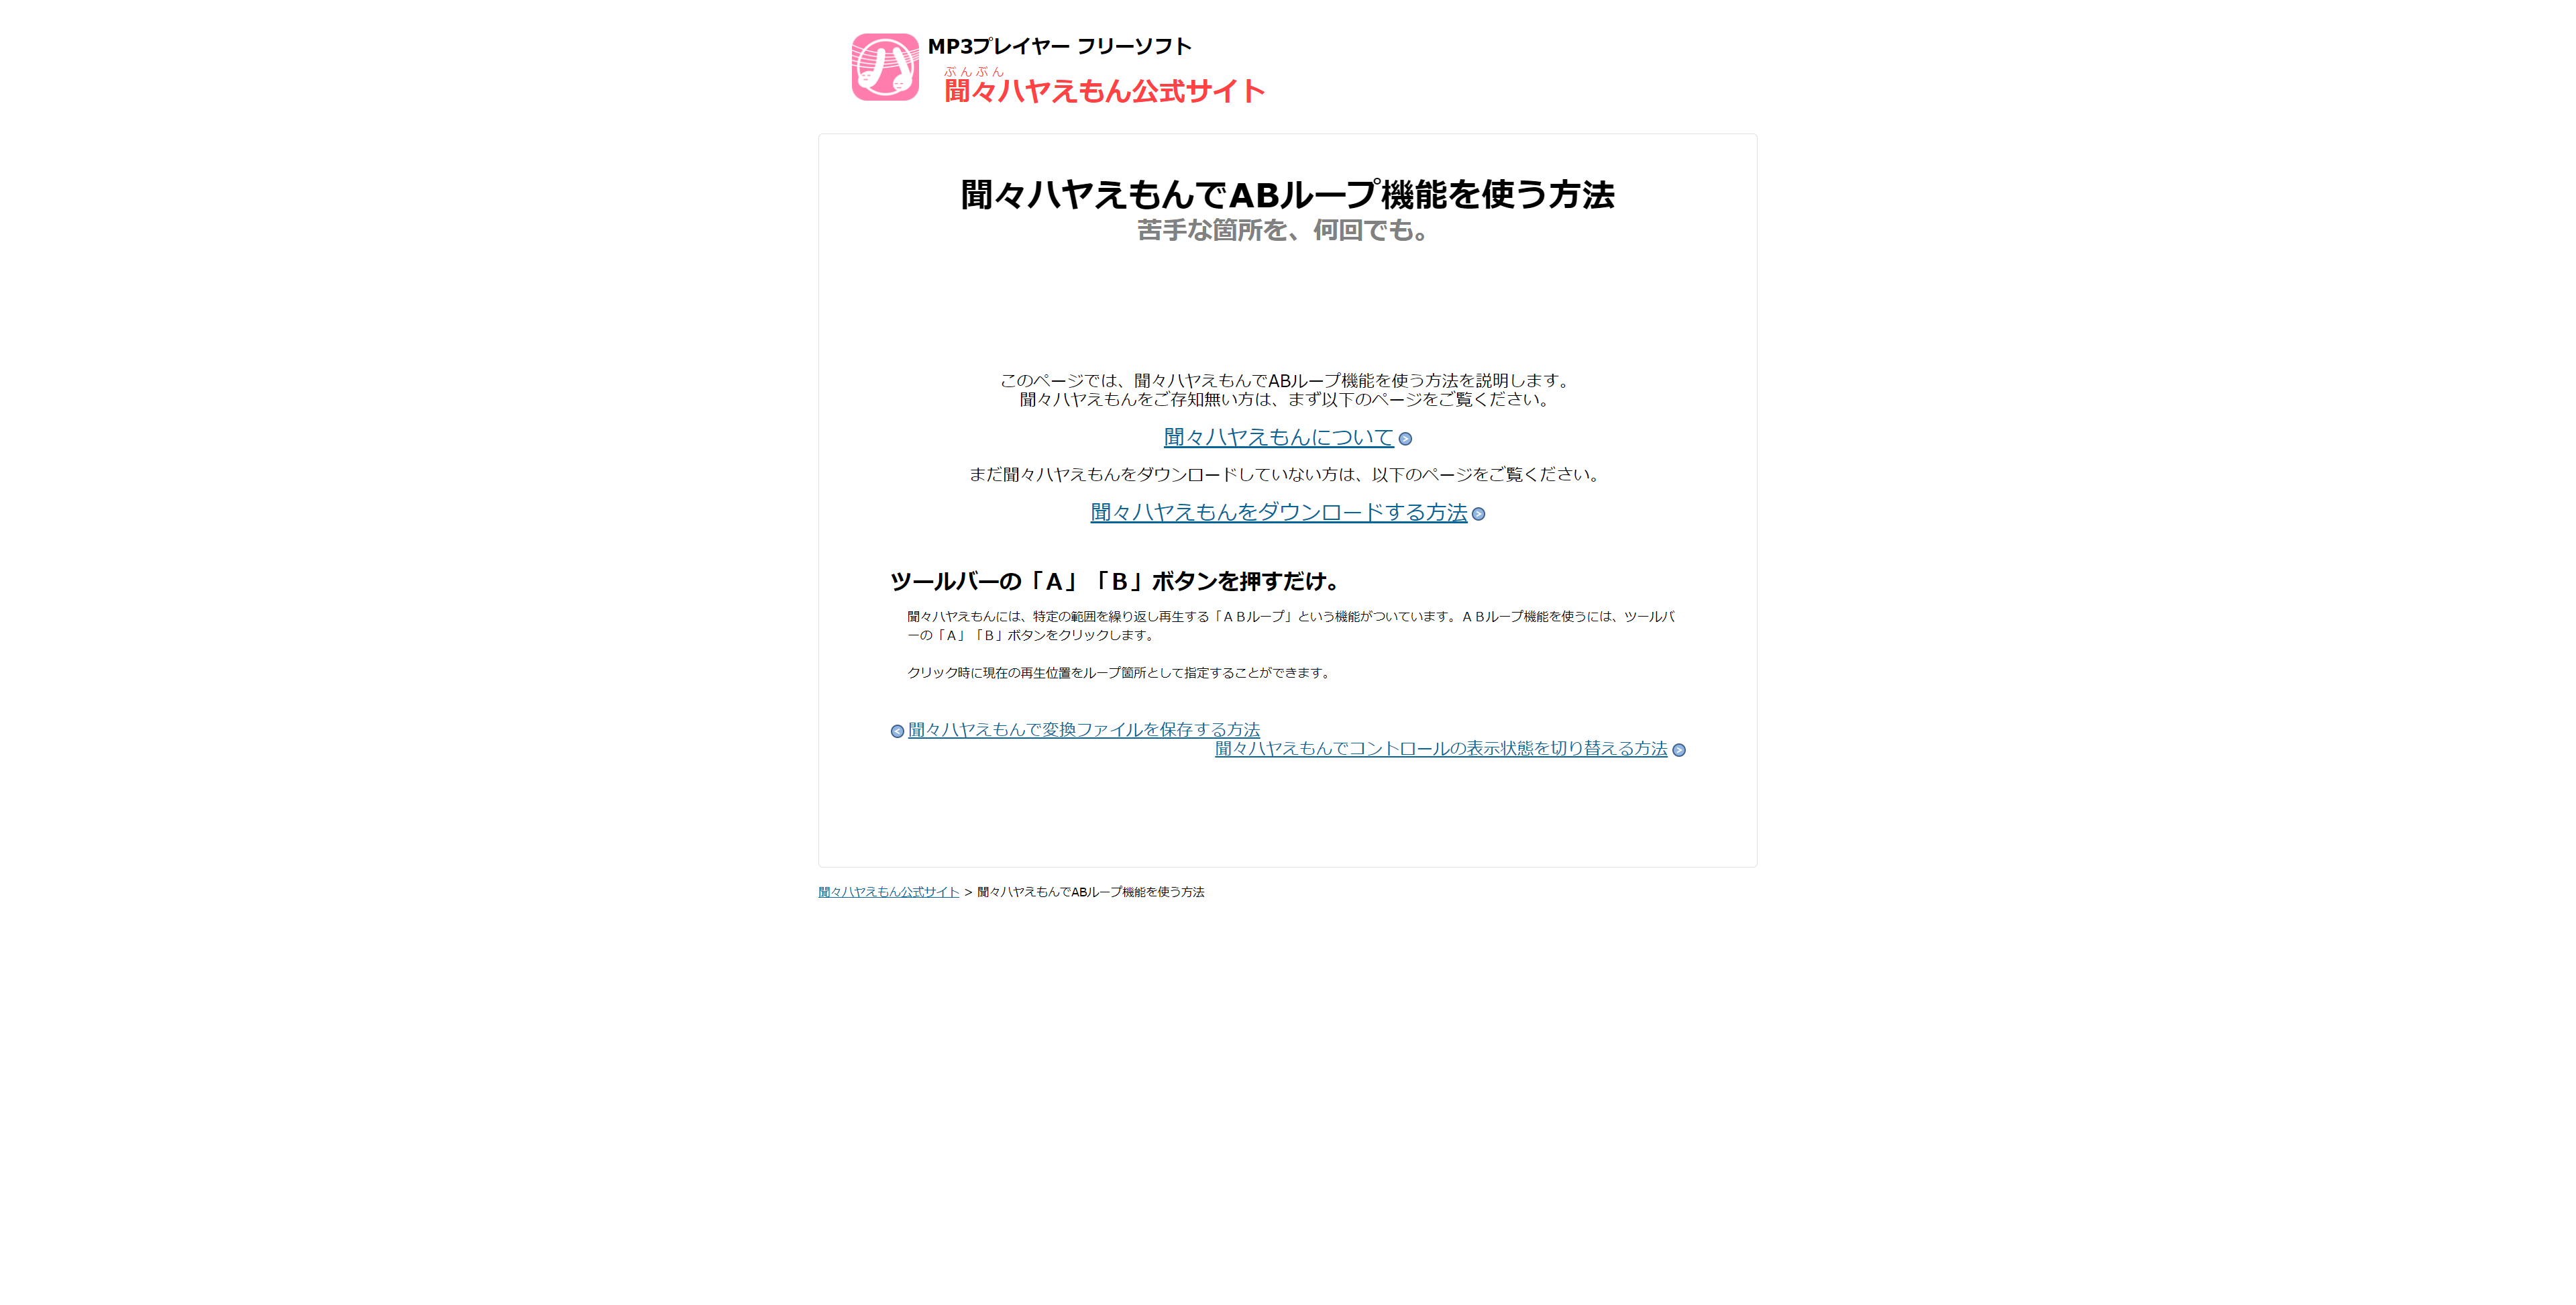 MP3プレイヤー フリーソフト
ぶんぶん
聞々ハヤえもん公式サイト
聞々ハヤえもんでABループ機能を使う方法
苦手な箇所を、何回でも。
このページでは、聞々ハヤえもんでABループ機能を使う方法を説明します。
聞々ハヤえもんをご存知無い方は、まず以下のページをご覧ください。
聞々ハヤえもんについて
まだ聞々ハヤえもんをダウンロードしていない方は、以下のページをご覧ください。
聞々ハヤえもんをダウンロードする方法
ツールバーの「Ａ」「Ｂ」ボタンを押すだけ。
聞々ハヤえもんには、特定の範囲を繰り返し再生する「ＡＢループ」という機能がついています。ＡＢループ機能を使うには、ツールバ
ーの「Ａ」「Ｂ」ボタンをクリックします。
クリック時に現在の再生位置をループ箇所として指定することができます。
聞々ハヤえもんで変換ファイルを保存する方法
聞々ハヤえもんでコントロールの表示状態を切り替える方法
聞々ハヤえもん公式サイト > 聞々ハヤえもんでABループ機能を使う方法